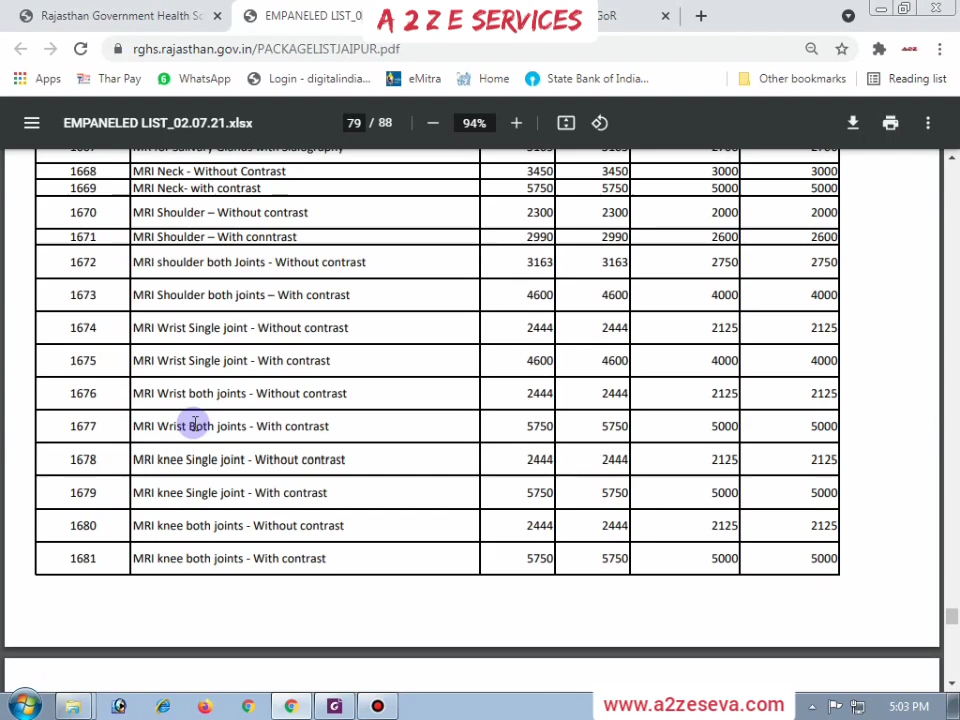 Rajasthan Government Health Sc
EMPANELED LIST_0
A 2 Z E SERVICES
GoR
rghs.rajasthan.gov.in/PACKAGELISTJAIPUR.pdf
Apps
Thar Pay
WhatsApp
Login - digitalindia...
eMitra
Home
State Bank of India...
Other bookmarks
Reading list
EMPANELED LIST_02.07.21.xlsx
79 / 88
94%
1668 MRI Neck - Without Contrast 3450 3450 3000 3000
1669 MRI Neck- with contrast 5750 5750 5000 5000
1670 MRI Shoulder – Without contrast 2300 2300 2000 2000
1671 MRI Shoulder – With conntrast 2990 2990 2600 2600
1672 MRI shoulder both Joints - Without contrast 3163 3163 2750 2750
1673 MRI Shoulder both joints – With contrast 4600 4600 4000 4000
1674 MRI Wrist Single joint - Without contrast 2444 2444 2125 2125
1675 MRI Wrist Single joint - With contrast 4600 4600 4000 4000
1676 MRI Wrist both joints - Without contrast 2444 2444 2125 2125
1677 MRI Wrist Both joints - With contrast 5750 5750 5000 5000
1678 MRI knee Single joint - Without contrast 2444 2444 2125 2125
1679 MRI knee Single joint - With contrast 5750 5750 5000 5000
1680 MRI knee both joints - Without contrast 2444 2444 2125 2125
1681 MRI knee both joints - With contrast 5750 5750 5000 5000
www.a2zeseva.com
5:03 PM